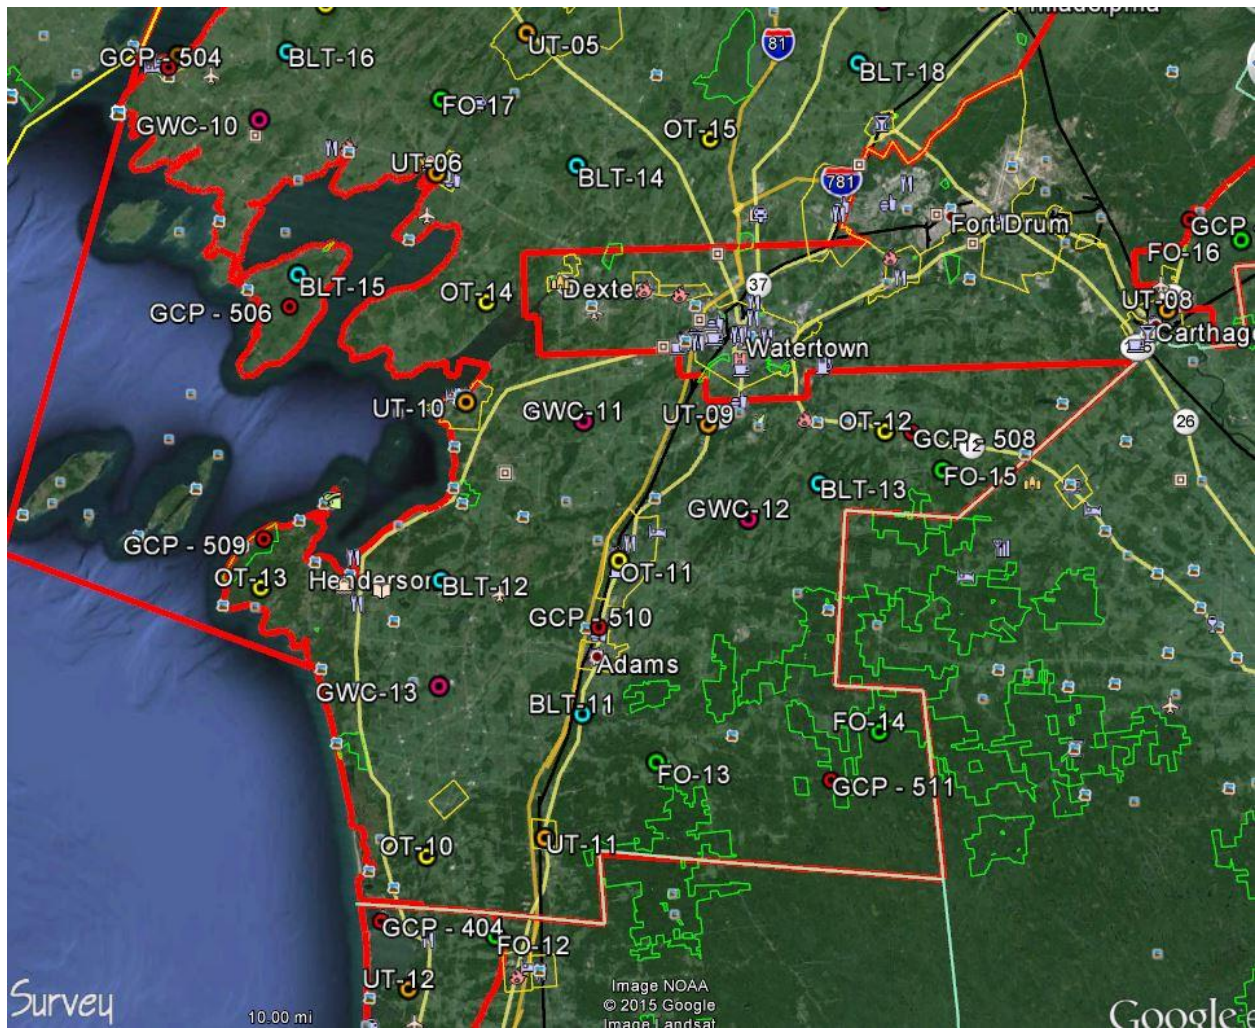 Philadelphia
UT-05
81
GCP - 504
BLT-16
BLT-18
FO-17
GWC-10
OT-15
UT-06
BLT-14
781
Fort Drum
GCP
FO-16
BLT-15
37
Dexter
OT-14
GCP - 506
UT-08
Carthag
Watertown
UT-10
GWC-11
UT-09
OT-12
GCP - 508
26
12
FO-15
BLT-13
GWC-12
GCP - 509
OT-13
Henderson
BLT-12
OT-11
GCP - 510
Adams
GWC-13
BLT-11
FO-14
FO-13
GCP - 511
OT-10
UT-11
GCP - 404
FO-12
UT-12
Survey
10.00 mi
Image NOAA
© 2015 Google
Image Landsat
Google